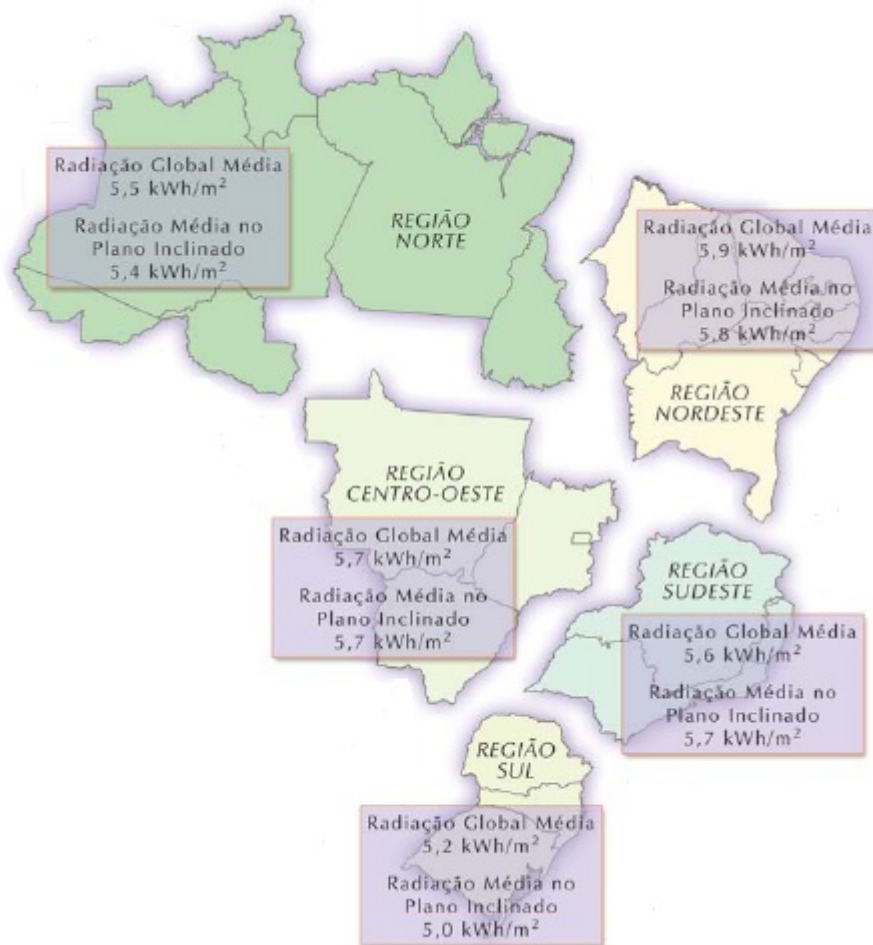 Radiação Global Média
5,5 kWh/m²
Radiação Média no
Plano Inclinado
5,4 kWh/m²
REGIÃO
NORTE
Radiação Global Média
5,9 kWh/m²
Radiação Média no
Plano Inclinado
5,8 kWh/m²
REGIÃO
NORDESTE
REGIÃO
CENTRO-OESTE
Radiação Global Média
5,7 kWh/m²
Radiação Média no
Plano Inclinado
5,7 kWh/m²
REGIÃO
SUDESTE
Radiação Global Média
5,6 kWh/m²
Radiação Média no
Plano Inclinado
5,7 kWh/m²
REGIÃO
SUL
Radiação Global Média
5,2 kWh/m²
Radiação Média no
Plano Inclinado
5,0 kWh/m²